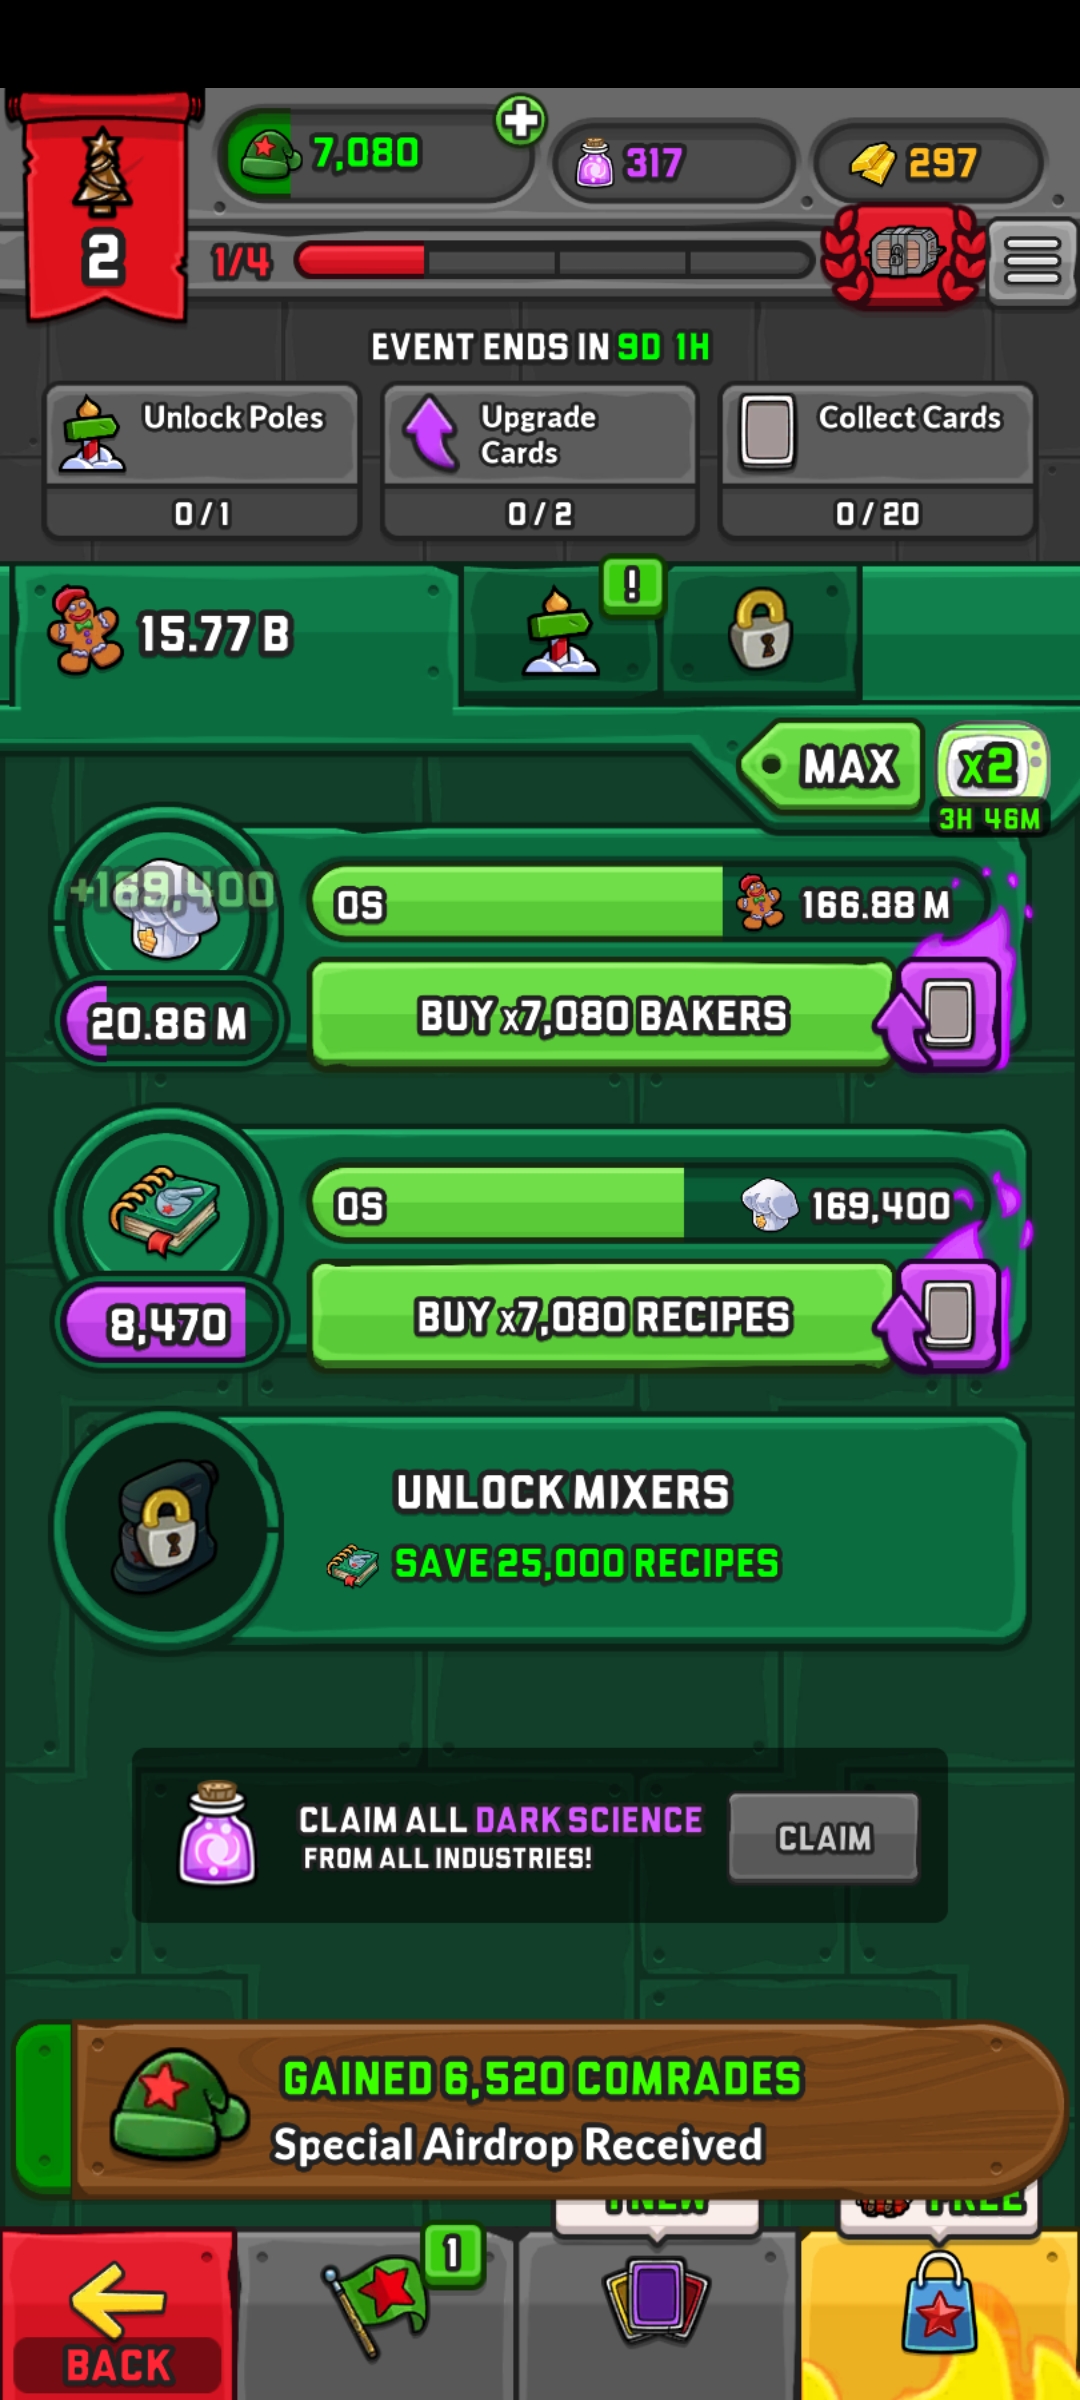 7,080
317
297
2
1/4
EVENT ENDS IN 9D 1H
Unlock Poles
0/1
Upgrade
Cards
0/2
Collect Cards
0/20
15.77 B
!
MAX
x2
3H 46M
+169,400
20.86 M
0S
166.88 M
BUY x7,080 BAKERS
8,470
0S
169,400
BUY x7,080 RECIPES
UNLOCK MIXERS
SAVE 25,000 RECIPES
CLAIM ALL DARK SCIENCE
FROM ALL INDUSTRIES!
CLAIM
GAINED 6,520 COMRADES
Special Airdrop Received
1 NEW
FREE
1
BACK